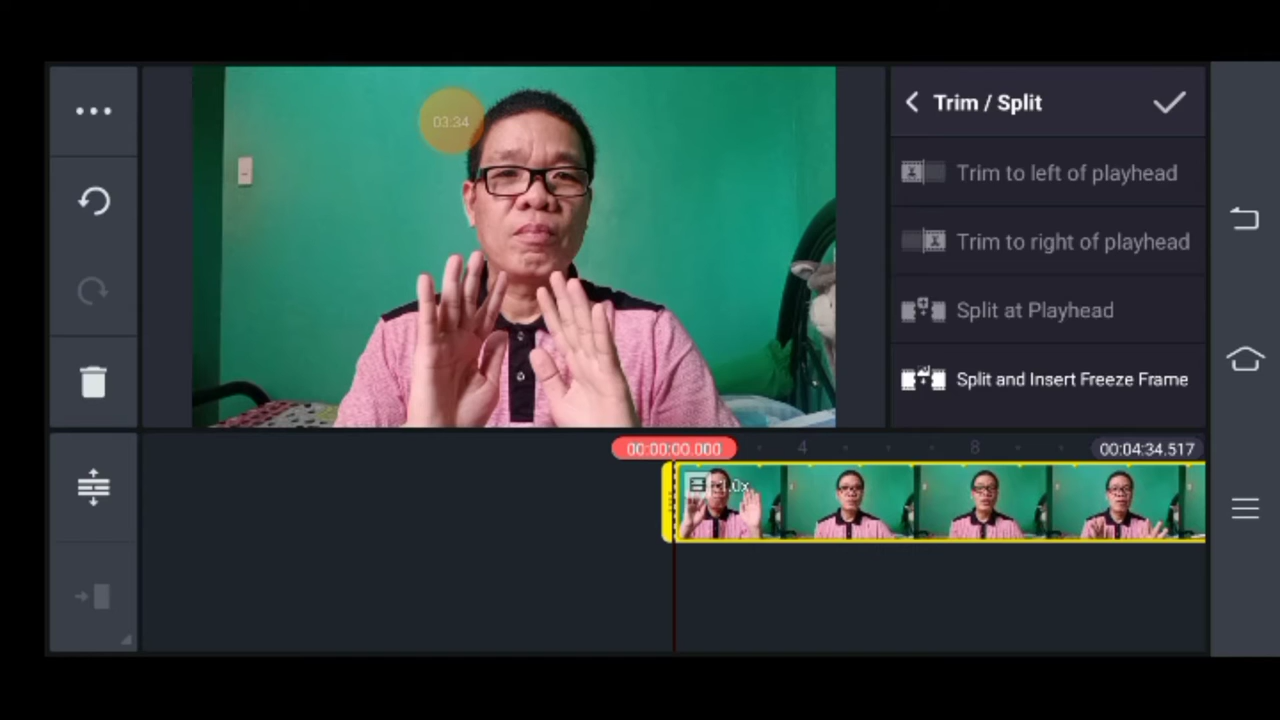 03:34
Trim / Split
Trim to left of playhead
Trim to right of playhead
Split at Playhead
Split and Insert Freeze Frame
00:00:00.000
4
8
00:04:34.517
1.0x